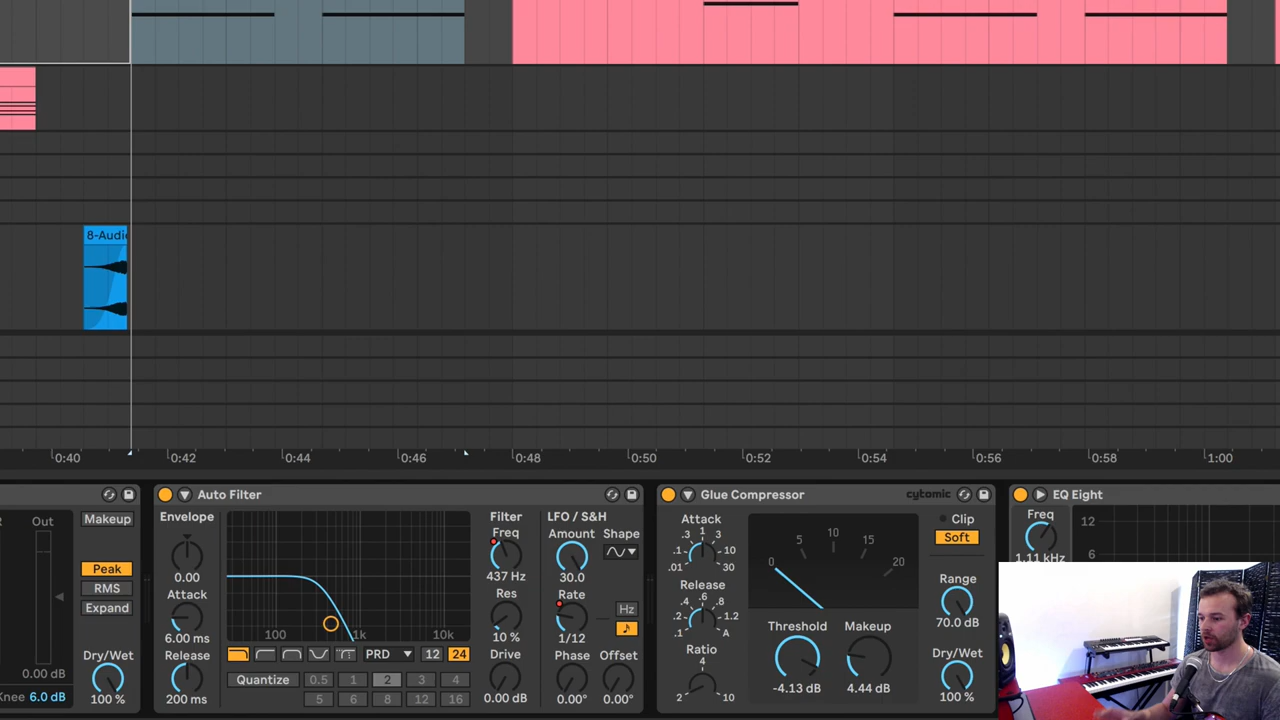 8-Audi
0:40 0:42 0:44 0:46 0:48 0:50 0:52 0:54 0:56 0:58 1:00
Out
0.00 dB
Knee 6.0 dB
Makeup
Peak
RMS
Expand
Dry/Wet
100 %
Auto Filter
Envelope
0.00
Attack
6.00 ms
Release
200 ms
100 1k 10k
PRD 12 24
Quantize 0.5 1 2 3 4
5 6 8 12 16
Filter
Freq
437 Hz
Res
10 %
Drive
0.00 dB
LFO / S&H
Amount Shape
30.0
Rate Hz
1/12
Phase Offset
0.00° 0.00°
Glue Compressor cytomic
Attack
.01 .1 .3 1 3 10 30
Release
.1 .2 .4 .6 .8 1.2 A
Ratio
2 4 10
0 5 10 15 20
Threshold Makeup
-4.13 dB 4.44 dB
Clip
Soft
Range
70.0 dB
Dry/Wet
100 %
EQ Eight
Freq
1.11 kHz
12
6